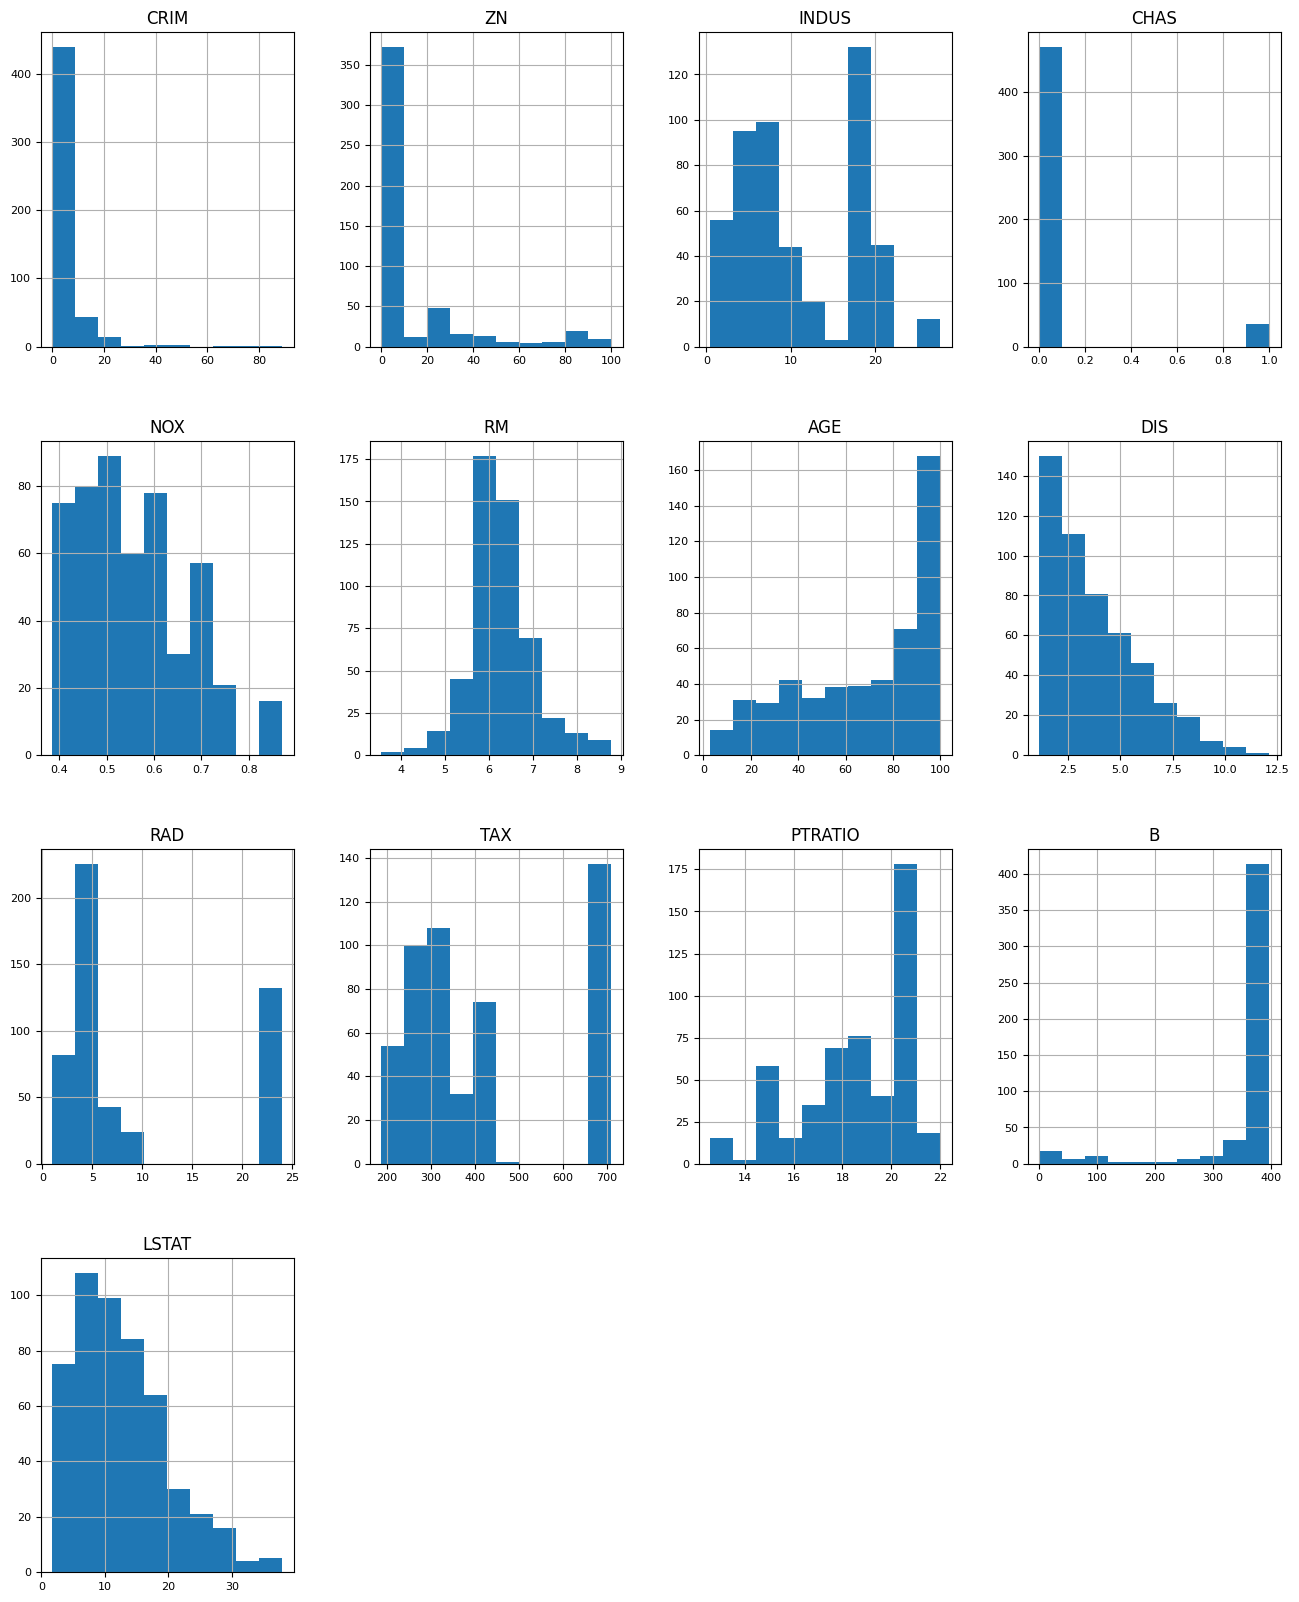 CRIM ZN INDUS CHAS
400 350 120 400
300 300 100 300
200 250 80 200
100 200 60 100
0 150 40 0
100 20
50 0
0
0 20 40 60 80 0 20 40 60 80 100 0 10 20 0.0 0.2 0.4 0.6 0.8 1.0
NOX RM AGE DIS
80 175 160 140
60 150 140 120
40 125 120 100
20 100 100 80
0 75 80 60
50 60 40
25 40 20
0 20 0
0
0.4 0.5 0.6 0.7 0.8 4 5 6 7 8 9 0 20 40 60 80 100 2.5 5.0 7.5 10.0 12.5
RAD TAX PTRATIO B
200 140 175 400
150 120 150 350
100 100 125 300
50 80 100 250
0 60 75 200
40 50 150
20 25 100
0 0 50
0
0 5 10 15 20 25 200 300 400 500 600 700 14 16 18 20 22 0 100 200 300 400
LSTAT
100
80
60
40
20
0
0 10 20 30